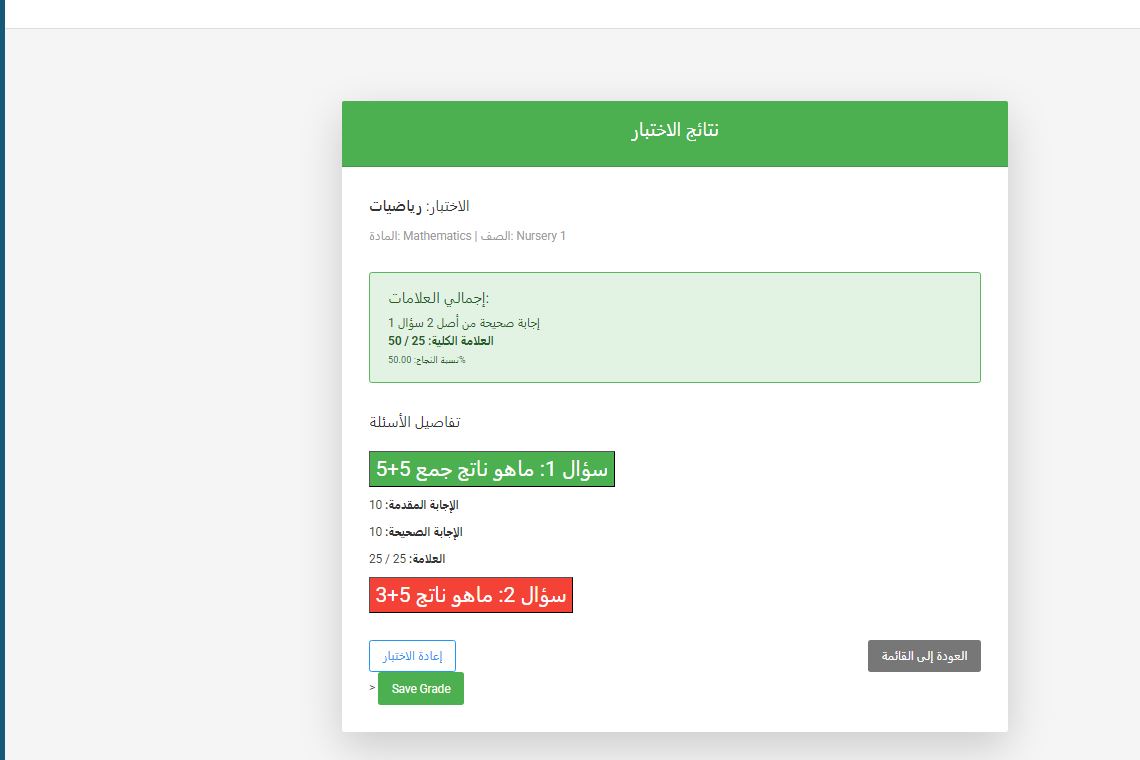 نتائج الاختبار
الاختبار: رياضيات
المادة: Mathematics | الصف: Nursery 1
إجمالي العلامات:
1 إجابة صحيحة من أصل 2 سؤال
العلامة الكلية: 25 / 50
نسبة النجاح: 50.00%
تفاصيل الأسئلة
سؤال 1: ماهو ناتج جمع 5+5
الإجابة المقدمة: 10
الإجابة الصحيحة: 10
العلامة: 25 / 25
سؤال 2: ماهو ناتج 5+3
إعادة الاختبار
العودة إلى القائمة
> Save Grade